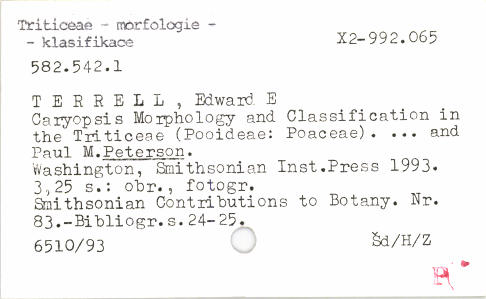 Triticeae - morfologie -
- klasifikace
X2-992.065
582.542.1
T E R R E L L , Edward E
Caryopsis Morphology and Classification in
the Triticeae (Pooideae: Poaceae). ... and
Paul M.Peterson.
Washington, Smithsonian Inst.Press 1993.
3,25 s.: obr., fotogr.
Smithsonian Contributions to Botany. Nr.
83.-Bibliogr.s.24-25.
6510/93
Šd/H/Z